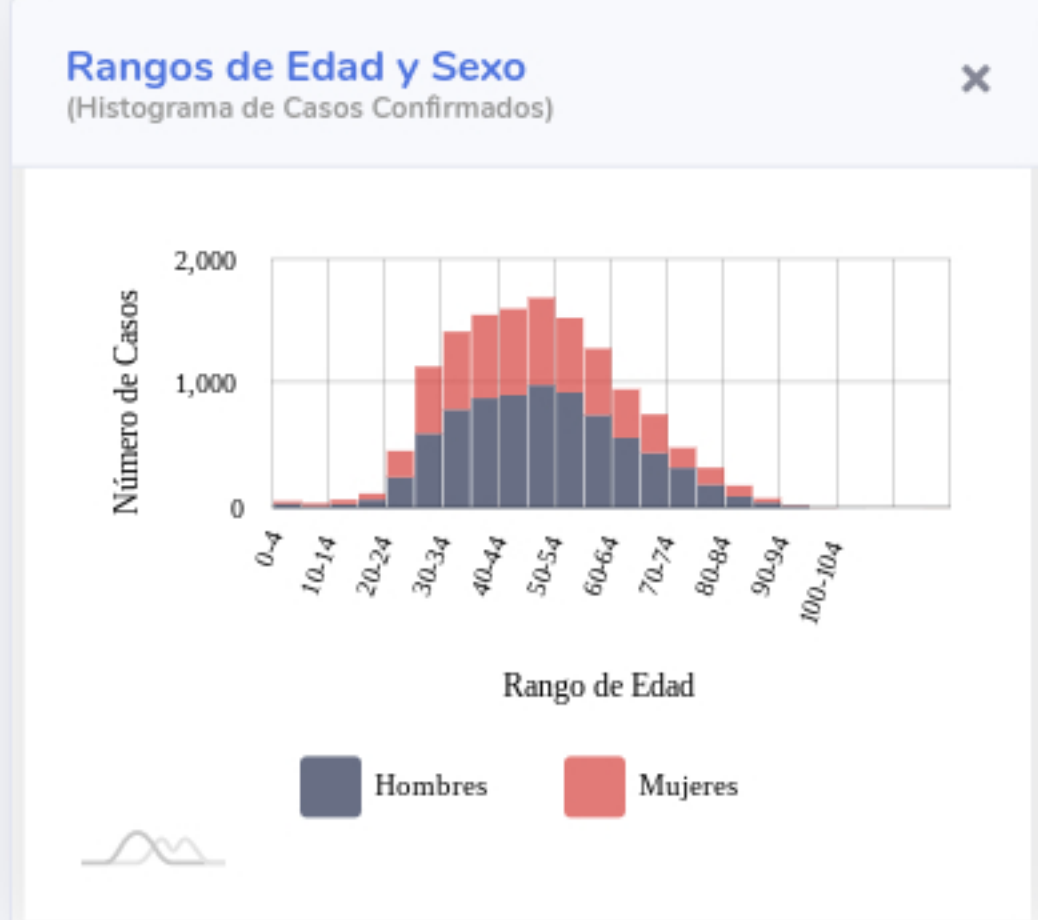 Rangos de Edad y Sexo
(Histograma de Casos Confirmados)
×
2,000
1,000
0
Número de Casos
0-4
10-14
20-24
30-34
40-44
50-54
60-64
70-74
80-84
90-94
100-104
Rango de Edad
Hombres
Mujeres